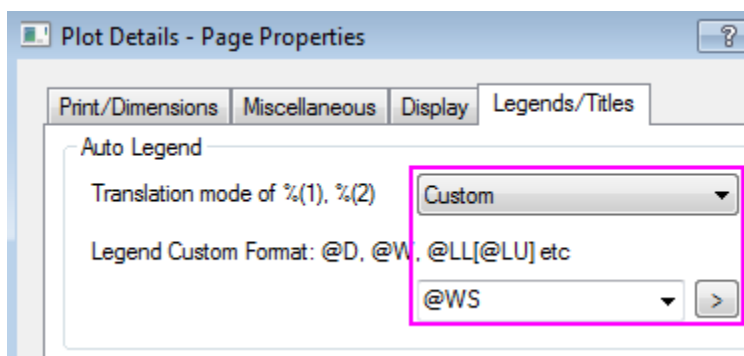 Plot Details - Page Properties
?
Print/Dimensions Miscellaneous Display Legends/Titles
Auto Legend
Translation mode of %(1), %(2) Custom
Legend Custom Format: @D, @W, @LL[@LU] etc
@WS >